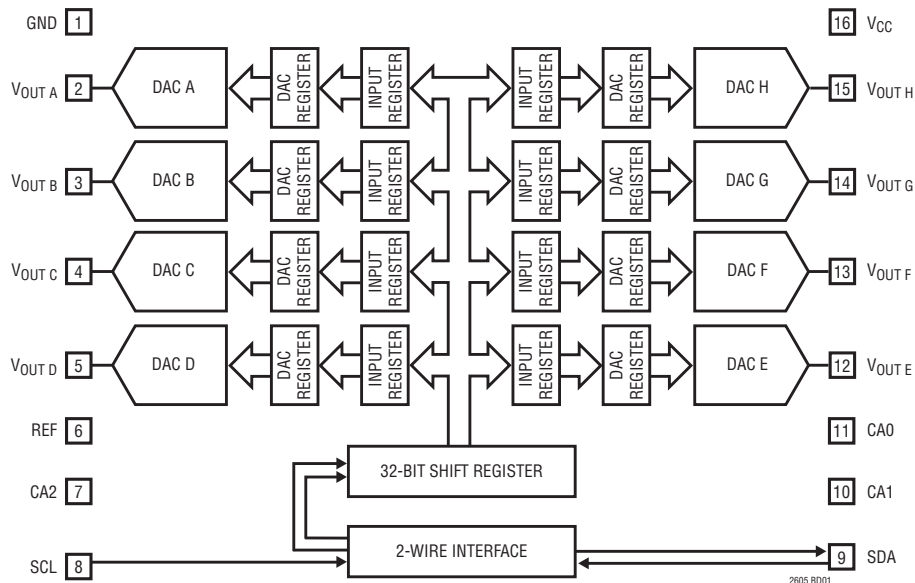 GND 1
16 VCC
VOUT A 2 DAC A DAC REGISTER INPUT REGISTER INPUT REGISTER DAC REGISTER DAC H 15 VOUT H
VOUT B 3 DAC B DAC REGISTER INPUT REGISTER INPUT REGISTER DAC REGISTER DAC G 14 VOUT G
VOUT C 4 DAC C DAC REGISTER INPUT REGISTER INPUT REGISTER DAC REGISTER DAC F 13 VOUT F
VOUT D 5 DAC D DAC REGISTER INPUT REGISTER INPUT REGISTER DAC REGISTER DAC E 12 VOUT E
REF 6
11 CA0
32-BIT SHIFT REGISTER
CA2 7
10 CA1
2-WIRE INTERFACE
SCL 8
9 SDA
2605 BD01